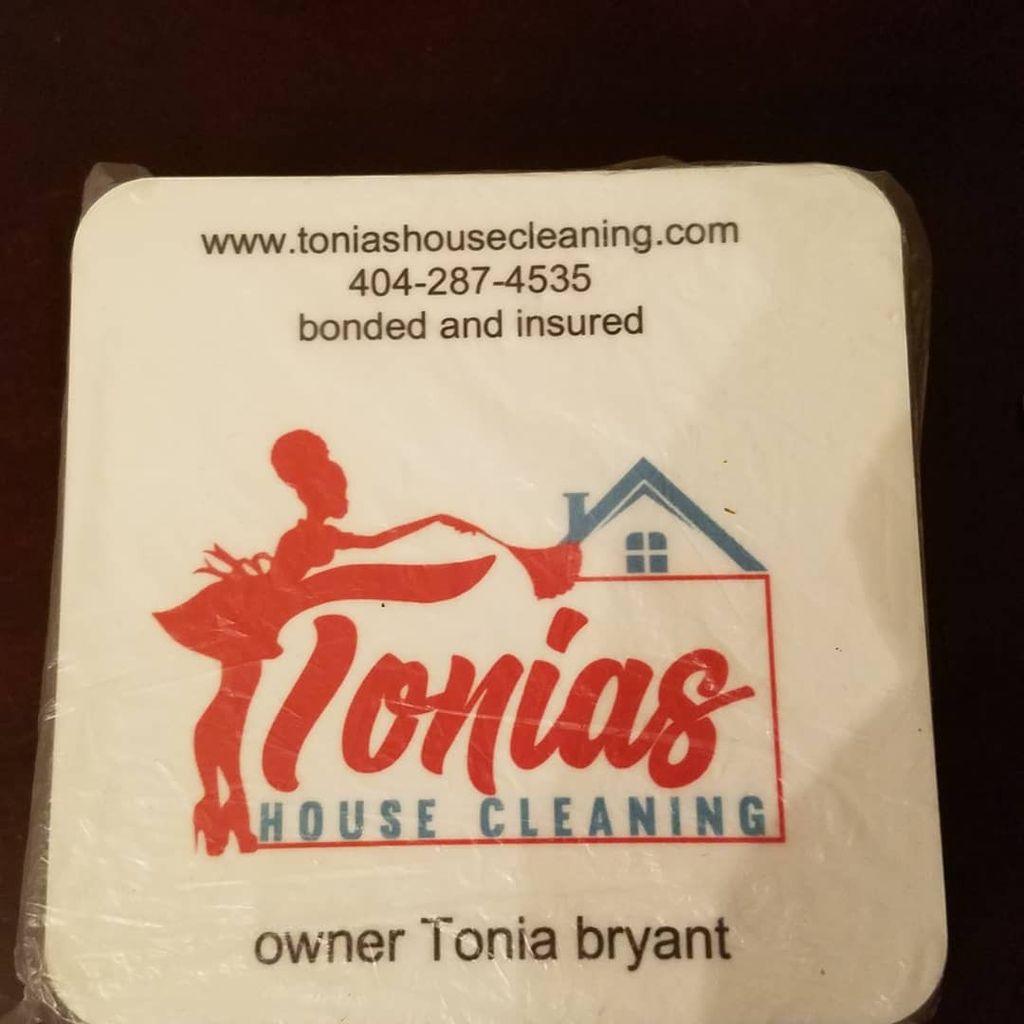 www.toniashousecleaning.com
404-287-4535
bonded and insured
Tonias
HOUSE CLEANING
owner Tonia bryant